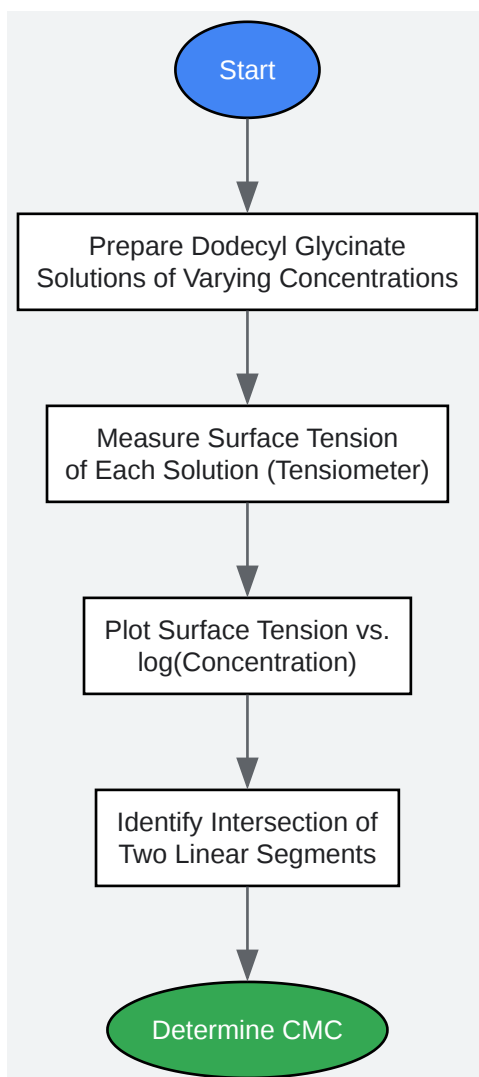 Start
Prepare Dodecyl Glycinate
Solutions of Varying Concentrations
Measure Surface Tension
of Each Solution (Tensiometer)
Plot Surface Tension vs.
log(Concentration)
Identify Intersection of
Two Linear Segments
Determine CMC